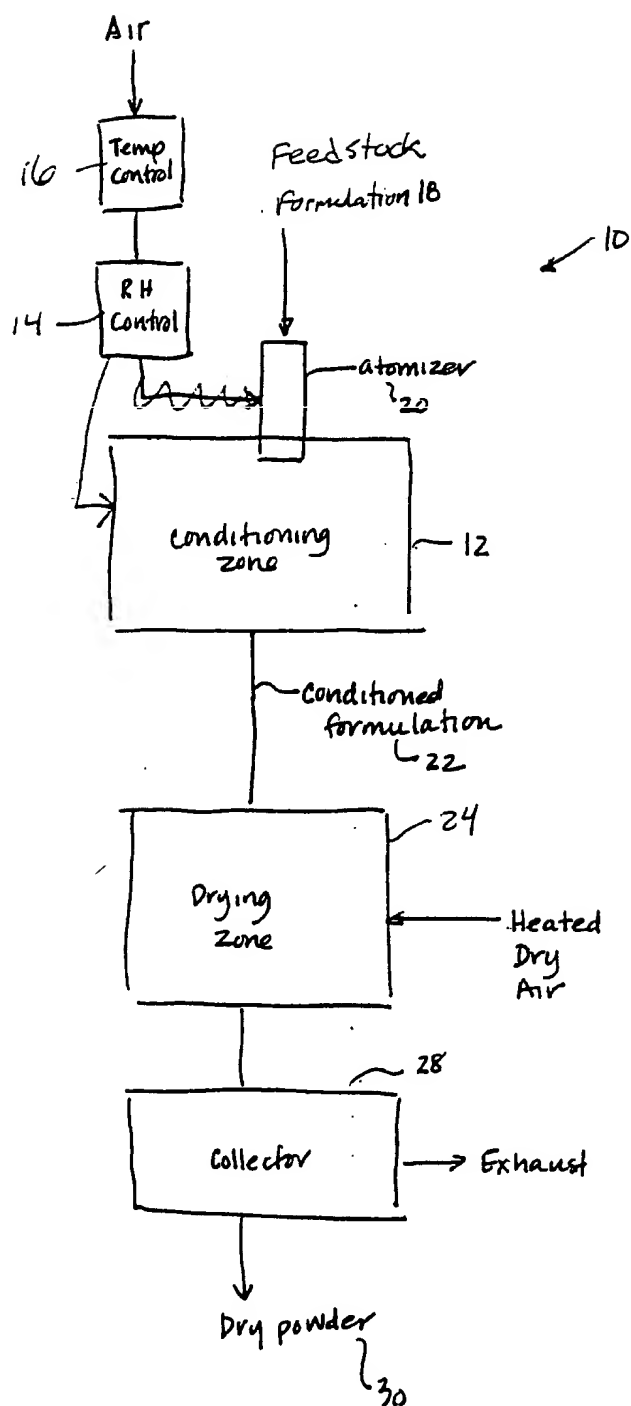 Air
16
Temp
Control
Feedstock
Formulation 18
10
14
RH
Control
atomizer
20
Conditioning
zone
12
Conditioned
formulation
22
24
Drying
zone
Heated
Dry
Air
28
Collector
Exhaust
Dry powder
30